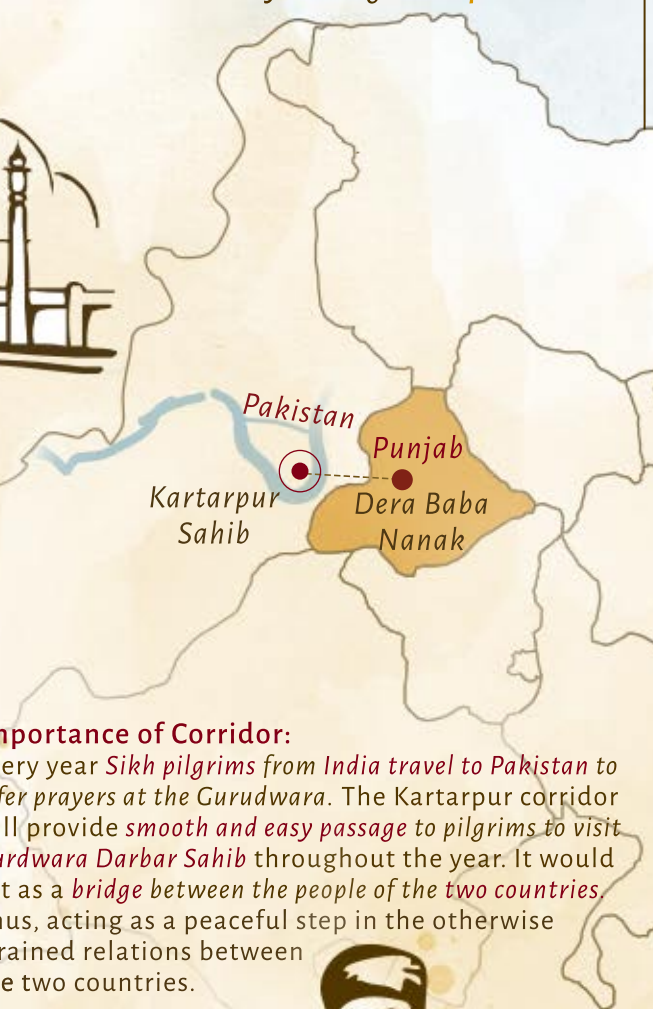 Pakistan
Punjab
Kartarpur
Sahib
Dera Baba
Nanak
mportance of Corridor:
ery year Sikh pilgrims from India travel to Pakistan to
fer prayers at the Gurudwara. The Kartarpur corridor
ll provide smooth and easy passage to pilgrims to visit
urdwara Darbar Sahib throughout the year. It would
t as a bridge between the people of the two countries.
hus, acting as a peaceful step in the otherwise
rained relations between
e two countries.